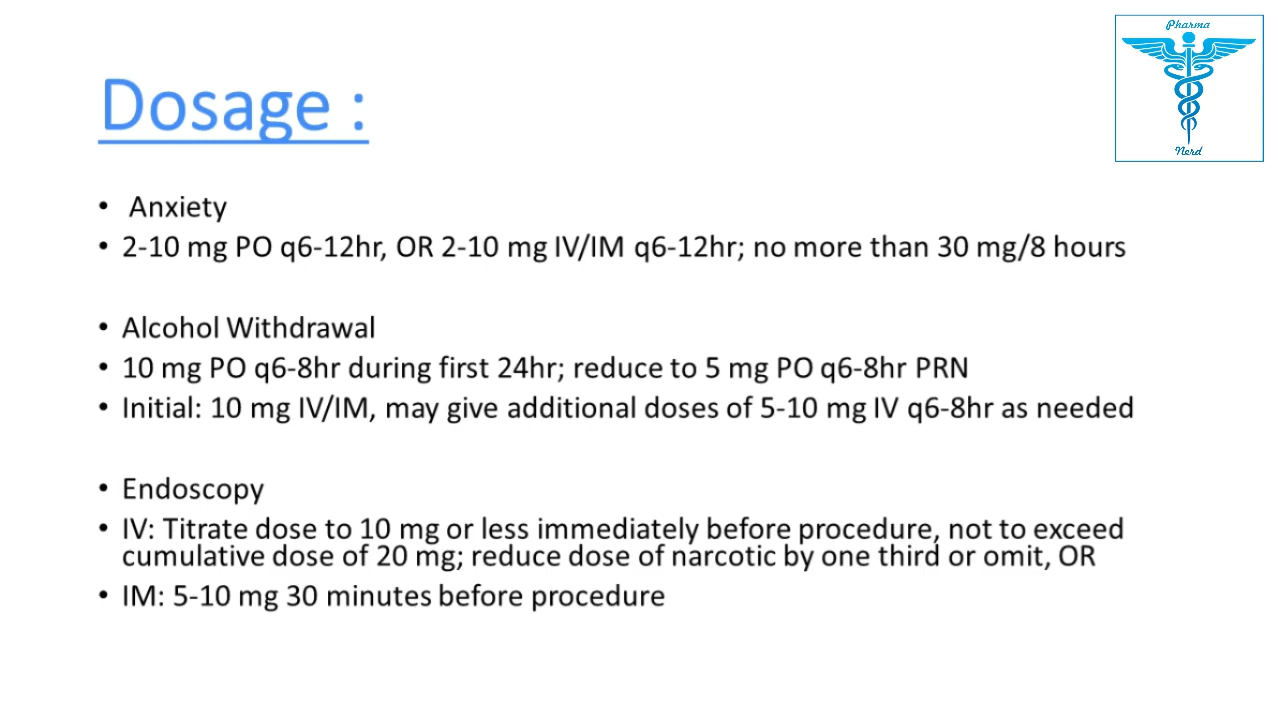 Pharma
Nerd
Dosage :
• Anxiety
• 2-10 mg PO q6-12hr, OR 2-10 mg IV/IM q6-12hr; no more than 30 mg/8 hours
• Alcohol Withdrawal
• 10 mg PO q6-8hr during first 24hr; reduce to 5 mg PO q6-8hr PRN
• Initial: 10 mg IV/IM, may give additional doses of 5-10 mg IV q6-8hr as needed
• Endoscopy
• IV: Titrate dose to 10 mg or less immediately before procedure, not to exceed
cumulative dose of 20 mg; reduce dose of narcotic by one third or omit, OR
• IM: 5-10 mg 30 minutes before procedure